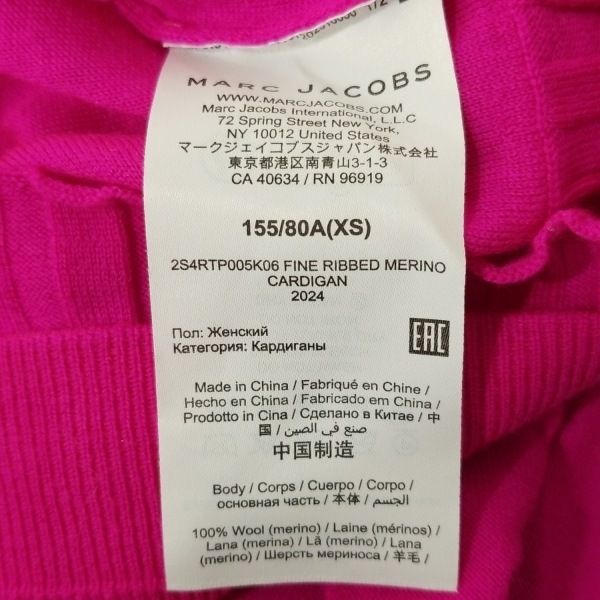 MARC JACOBS
WWW.MARCJACOBS.COM
Marc Jacobs International, L.L.C
72 Spring Street New York,
NY 10012 United States
マークジェイコブスジャパン株式会社
東京都港区南青山3-1-3
CA 40634 / RN 96919
155/80A(XS)
2S4RTP005K06 FINE RIBBED MERINO
CARDIGAN
2024
Пол: Женский
Категория: Кардиганы
EAC
Made in China / Fabriqué en Chine /
Hecho en China / Fabricado em China /
Prodotto in Cina / Сделано в Китае / 中
国 / صنع في الصين /
中国制造
Body / Corps / Cuerpo / Corpo /
основная часть / 本体 / الجسم /
100% Wool (merino) / Laine (mérinos) /
Lana (merina) / Lã (merino) / Lana
(merino) / Шерсть мериноса / 羊毛 /